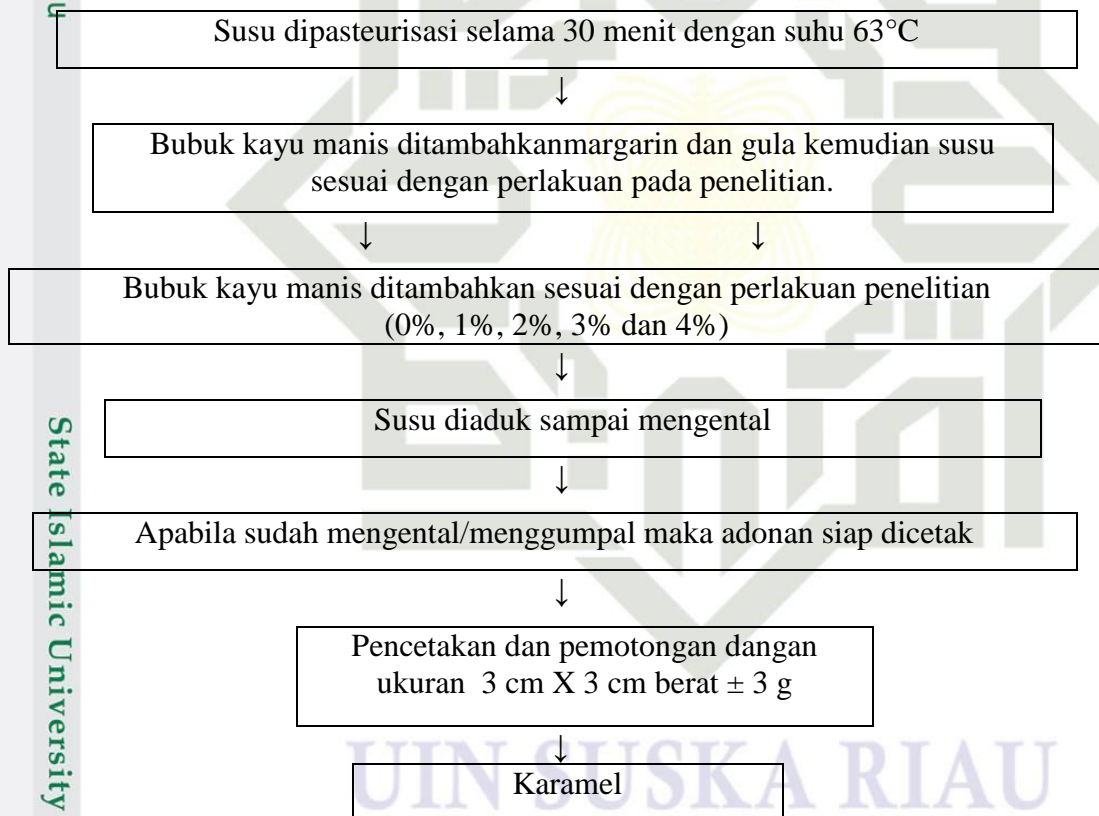 Susu dipasteurisasi selama 30 menit dengan suhu 63°C
↓
Bubuk kayu manis ditambahkanmargarin dan gula kemudian susu
sesuai dengan perlakuan pada penelitian.
↓ ↓
Bubuk kayu manis ditambahkan sesuai dengan perlakuan penelitian
(0%, 1%, 2%, 3% dan 4%)
↓
Susu diaduk sampai mengental
↓
Apabila sudah mengental/menggumpal maka adonan siap dicetak
↓
Pencetakan dan pemotongan dangan
ukuran 3 cm X 3 cm berat ± 3 g
↓
Karamel
State Islamic University
UIN SUSKA RIAU